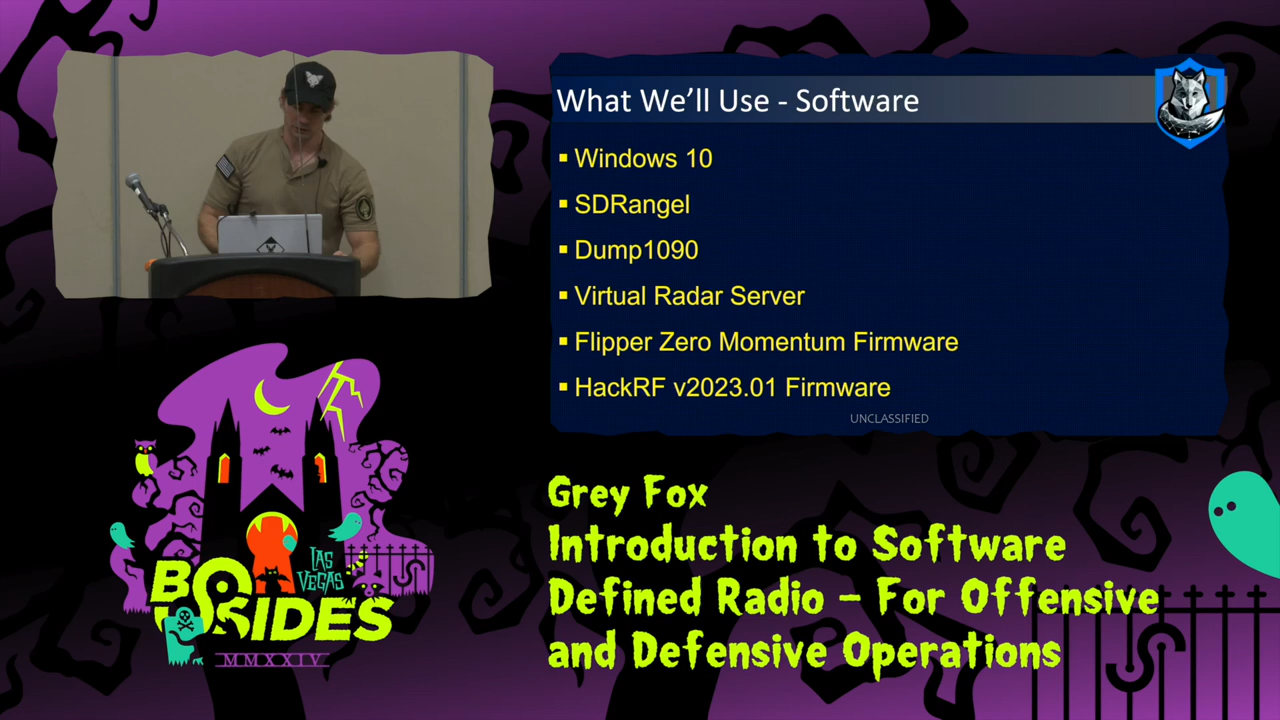 What We'll Use - Software
▪ Windows 10
▪ SDRangel
▪ Dump1090
▪ Virtual Radar Server
▪ Flipper Zero Momentum Firmware
▪ HackRF v2023.01 Firmware
UNCLASSIFIED
LAS
VEGAS
BSIDES
MMXXIV
Grey Fox
Introduction to Software
Defined Radio – For Offensive
and Defensive Operations